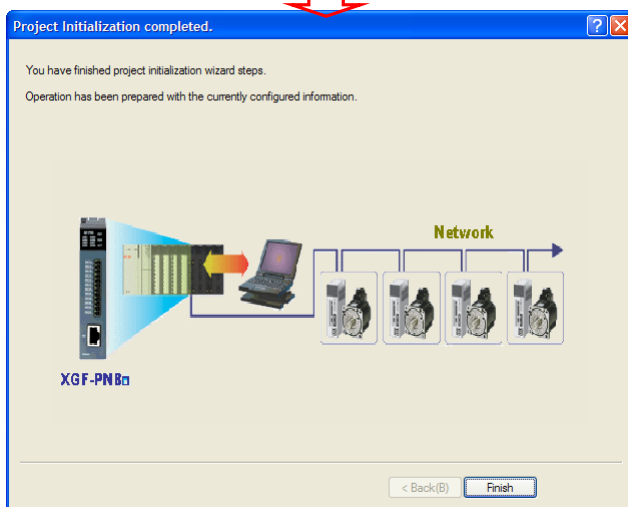 Project Initialization completed.
You have finished project initialization wizard steps.
Operation has been prepared with the currently configured information.
Network
XGF-PN8□
< Back(B)
Finish